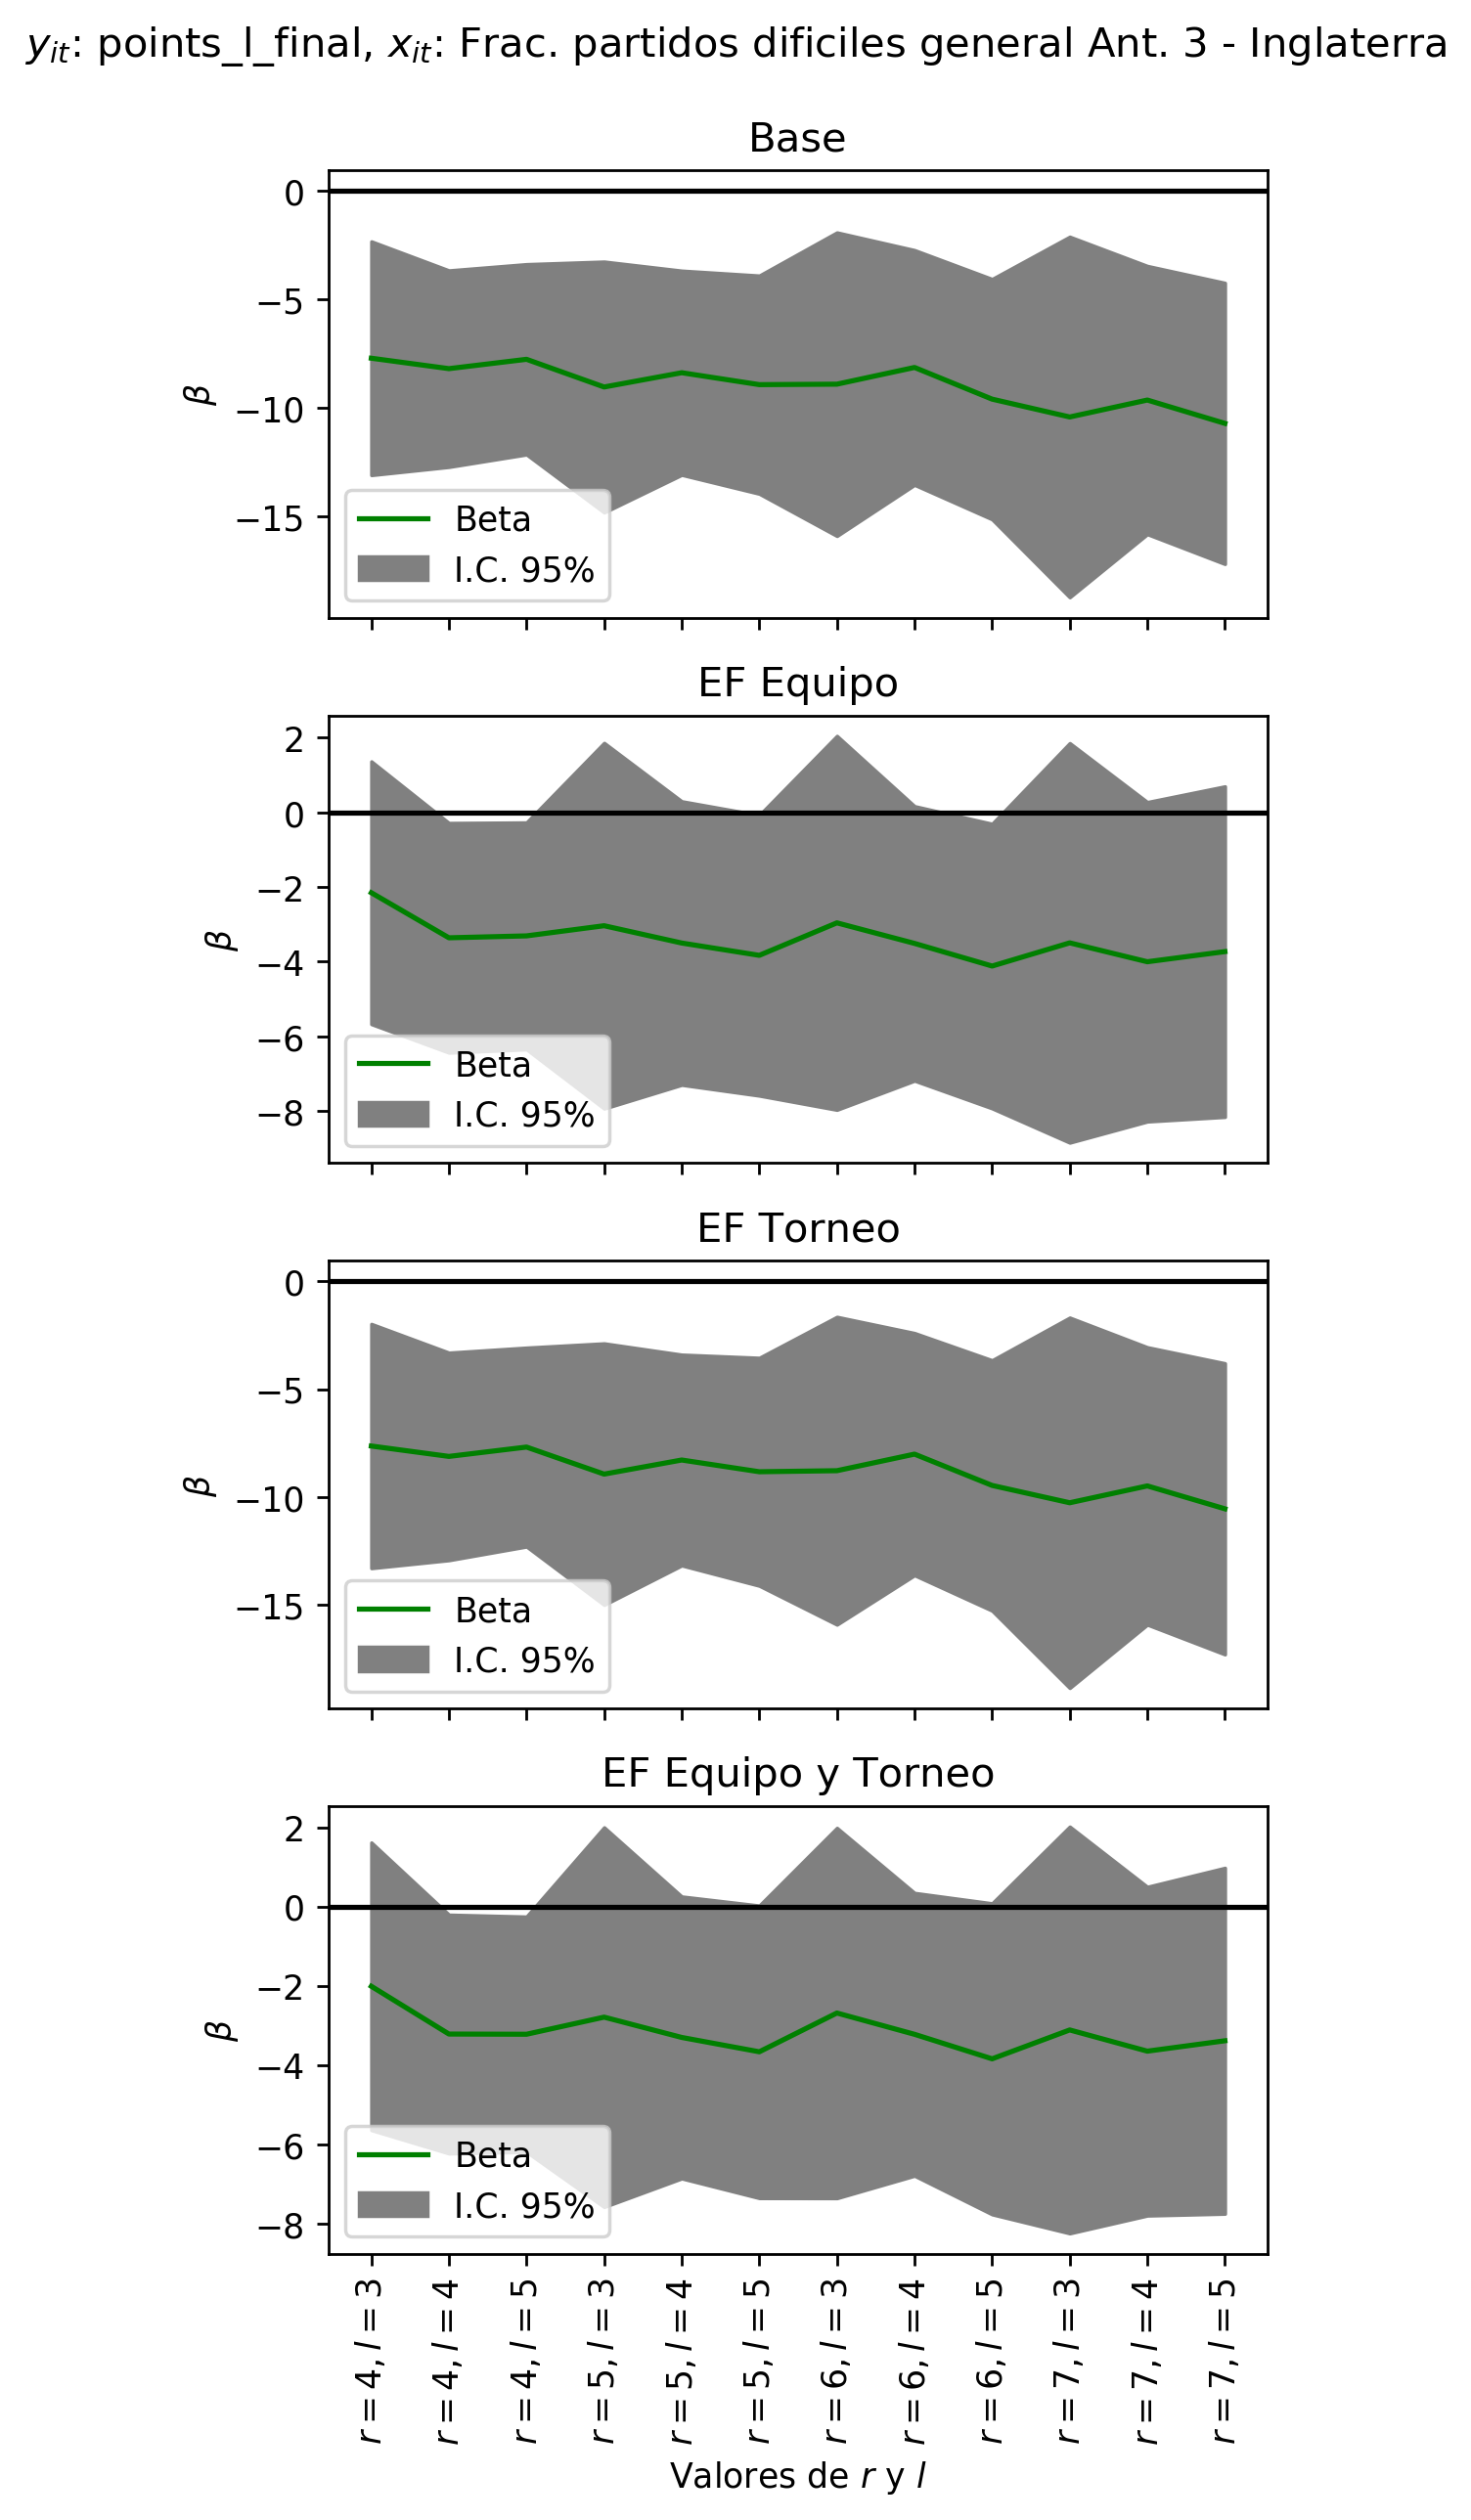 y_it: points_l_final, x_it: Frac. partidos dificiles general Ant. 3 - Inglaterra
Base
0
−5
−10
−15
β
Beta
I.C. 95%
EF Equipo
2
0
−2
−4
−6
−8
β
Beta
I.C. 95%
EF Torneo
0
−5
−10
−15
β
Beta
I.C. 95%
EF Equipo y Torneo
2
0
−2
−4
−6
−8
β
Beta
I.C. 95%
r = 4, l = 3
r = 4, l = 4
r = 4, l = 5
r = 5, l = 3
r = 5, l = 4
r = 5, l = 5
r = 6, l = 3
r = 6, l = 4
r = 6, l = 5
r = 7, l = 3
r = 7, l = 4
r = 7, l = 5
Valores de r y l